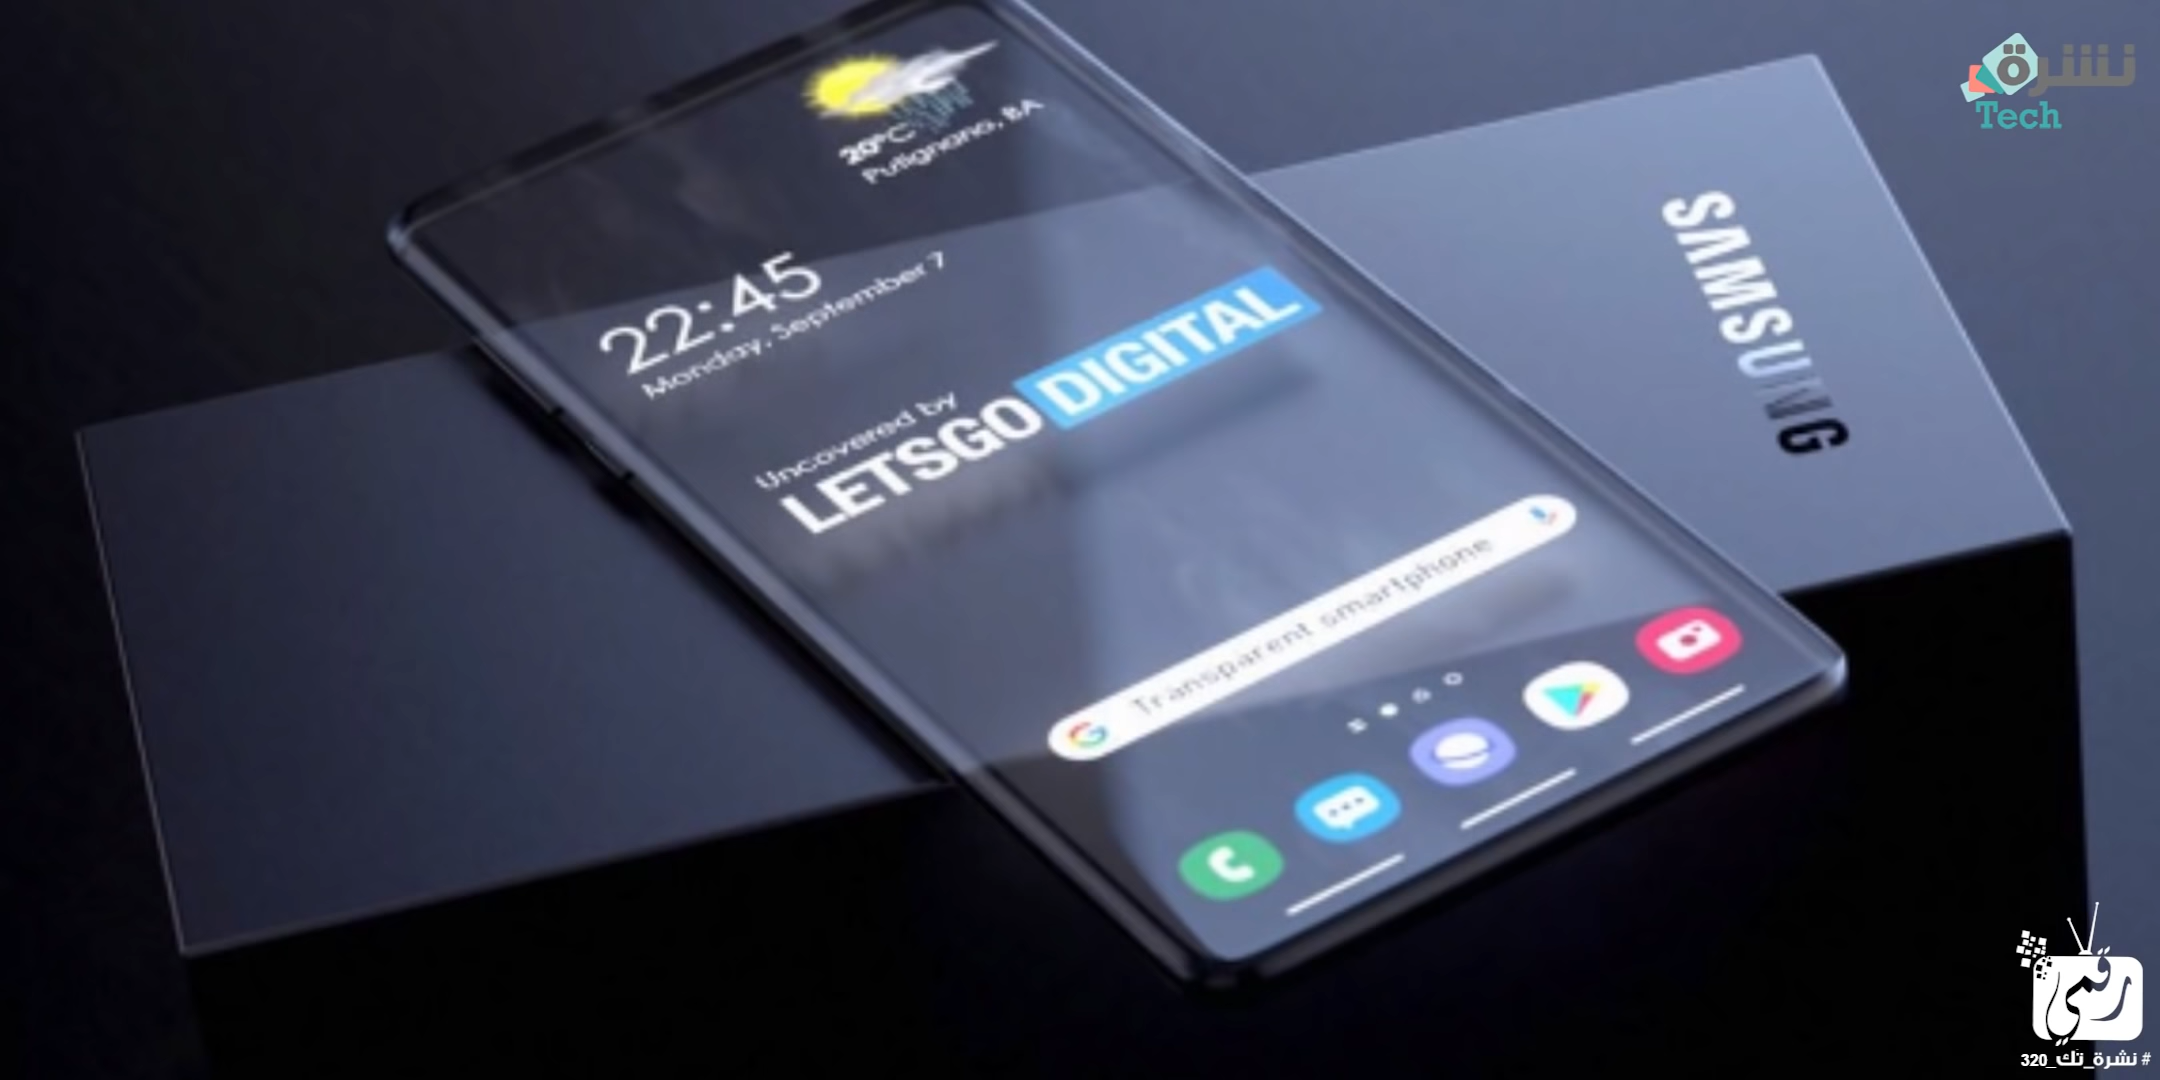 نشرة
Tech
20°C
Putignano, BA
22:45
Monday, September 7
Uncovered by
LETSGO DIGITAL
SAMSUNG
Transparent smartphone
رقمي
# نشرة_تك_320